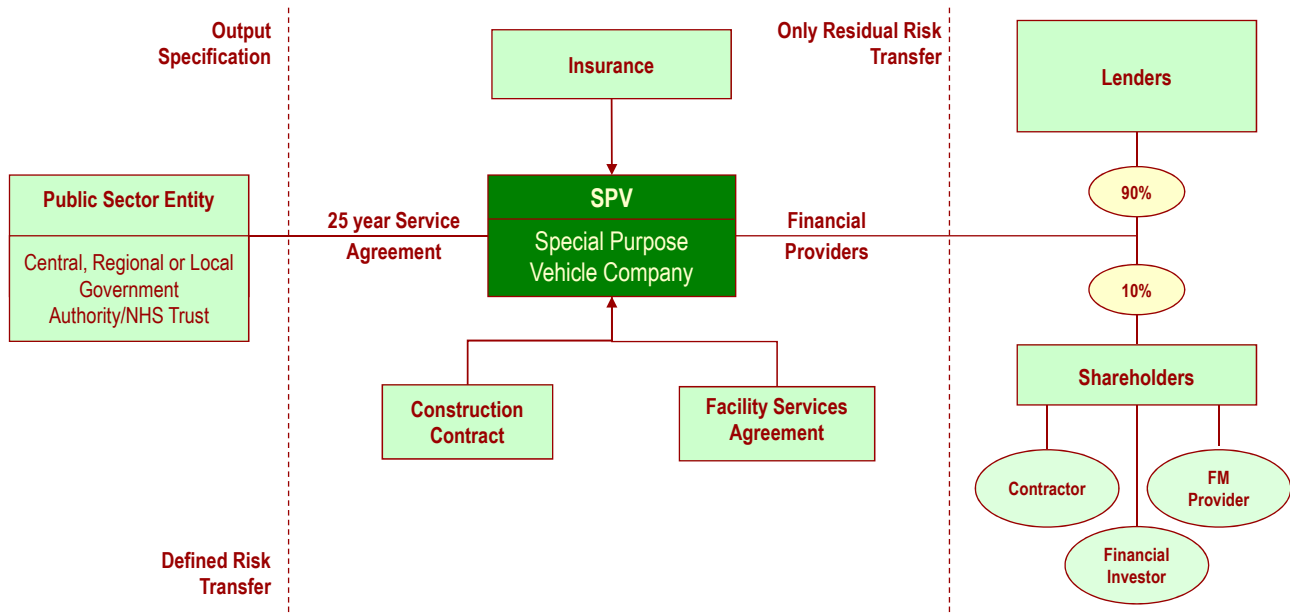 Output
Specification
Insurance
Only Residual Risk
Transfer
Lenders
Public Sector Entity
Central, Regional or Local
Government
Authority/NHS Trust
25 year Service
Agreement
SPV
Special Purpose
Vehicle Company
Financial
Providers
90%
10%
Shareholders
Construction
Contract
Facility Services
Agreement
Contractor
FM
Provider
Financial
Investor
Defined Risk
Transfer